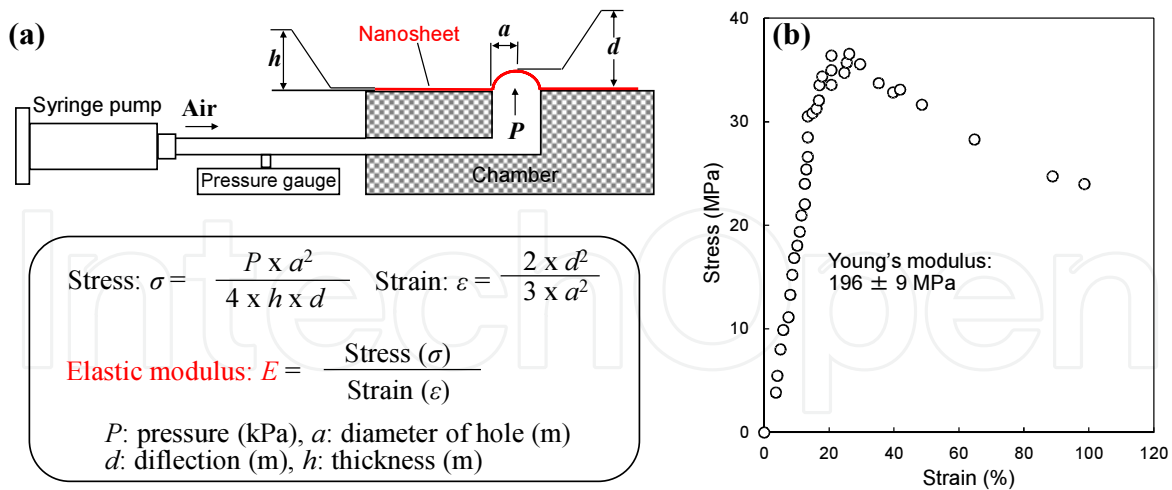 (a)
h
Nanosheet
a
d
Syringe pump
Air
P
Pressure gauge
Chamber
Stress: σ = P x a² / 4 x h x d Strain: ε = 2 x d² / 3 x a²
Elastic modulus: E = Stress (σ) / Strain (ε)
P: pressure (kPa), a: diameter of hole (m)
d: diflection (m), h: thickness (m)
(b)
Stress (MPa)
40
30
20
10
0
Young's modulus:
196 ± 9 MPa
0 20 40 60 80 100 120
Strain (%)
Intechopen